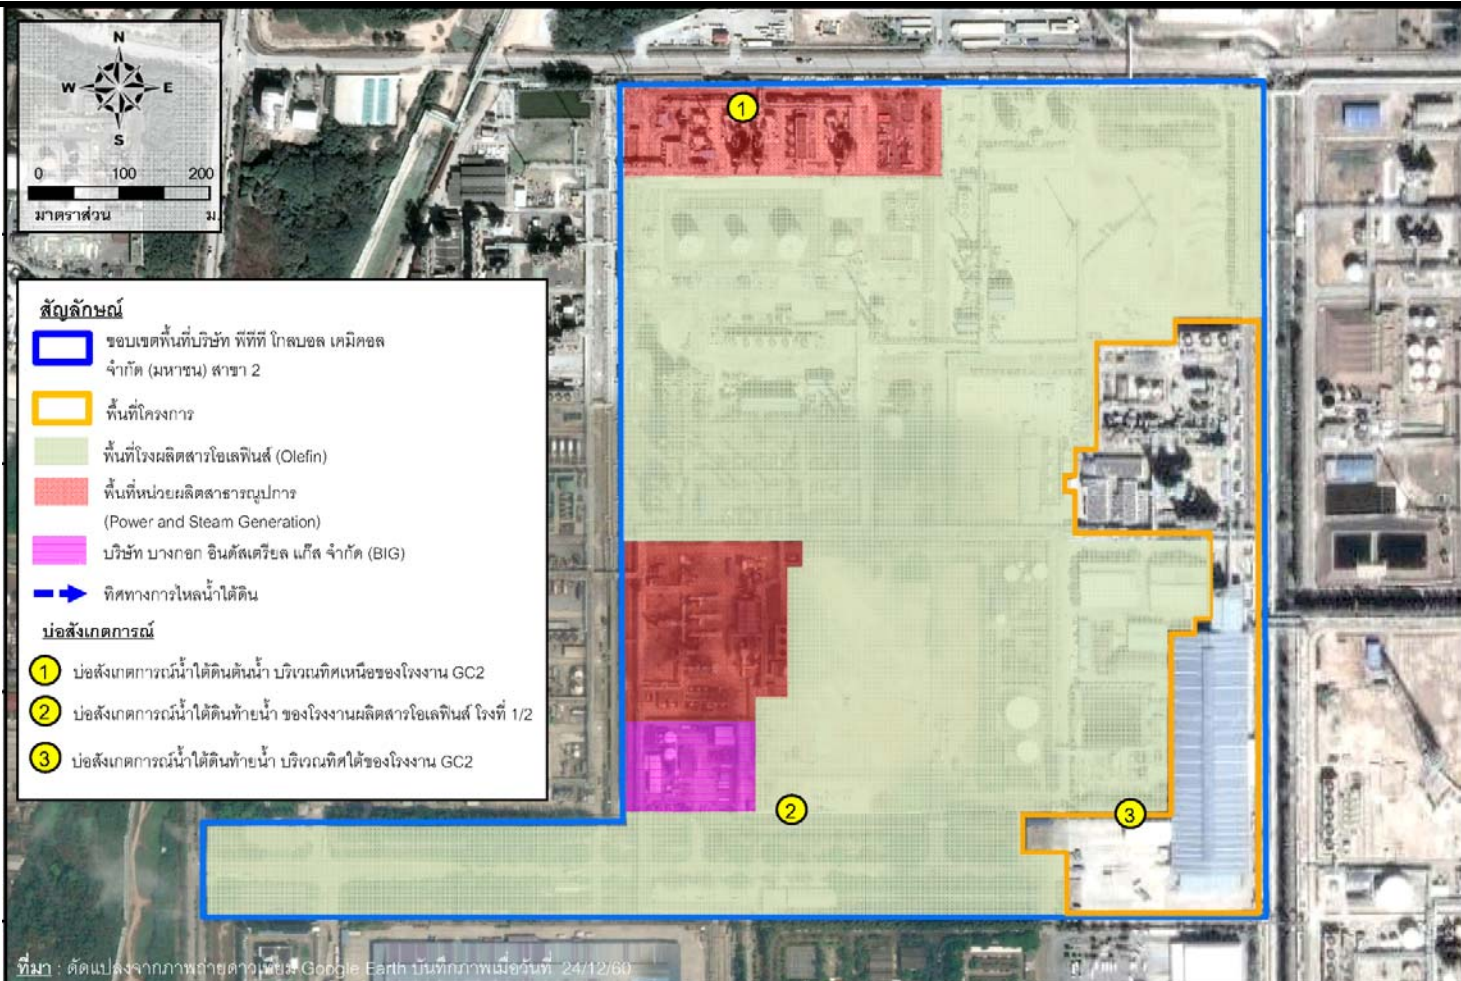 N
W E
S
0 100 200
มาตราส่วน ม.
สัญลักษณ์
ขอบเขตพื้นที่บริษัท พีทีที โกลบอล เคมิคอล
จำกัด (มหาชน) สาขา 2
พื้นที่โครงการ
พื้นที่โรงผลิตสารโอเลฟินส์ (Olefin)
พื้นที่หน่วยผลิตสาธารณูปการ
(Power and Steam Generation)
บริษัท บางกอก อินดัสเตรียล แก๊ส จำกัด (BIG)
ทิศทางการไหลน้ำใต้ดิน
บ่อสังเกตการณ์
1 บ่อสังเกตการณ์น้ำใต้ดินต้นน้ำ บริเวณทิศเหนือของโรงงาน GC2
2 บ่อสังเกตการณ์น้ำใต้ดินท้ายน้ำ ของโรงงานผลิตสารโอเลฟินส์ โรงที่ 1/2
3 บ่อสังเกตการณ์น้ำใต้ดินท้ายน้ำ บริเวณทิศใต้ของโรงงาน GC2
1
2
3
ที่มา : ดัดแปลงจากภาพถ่ายดาวเทียม Google Earth บันทึกภาพเมื่อวันที่ 24/12/60